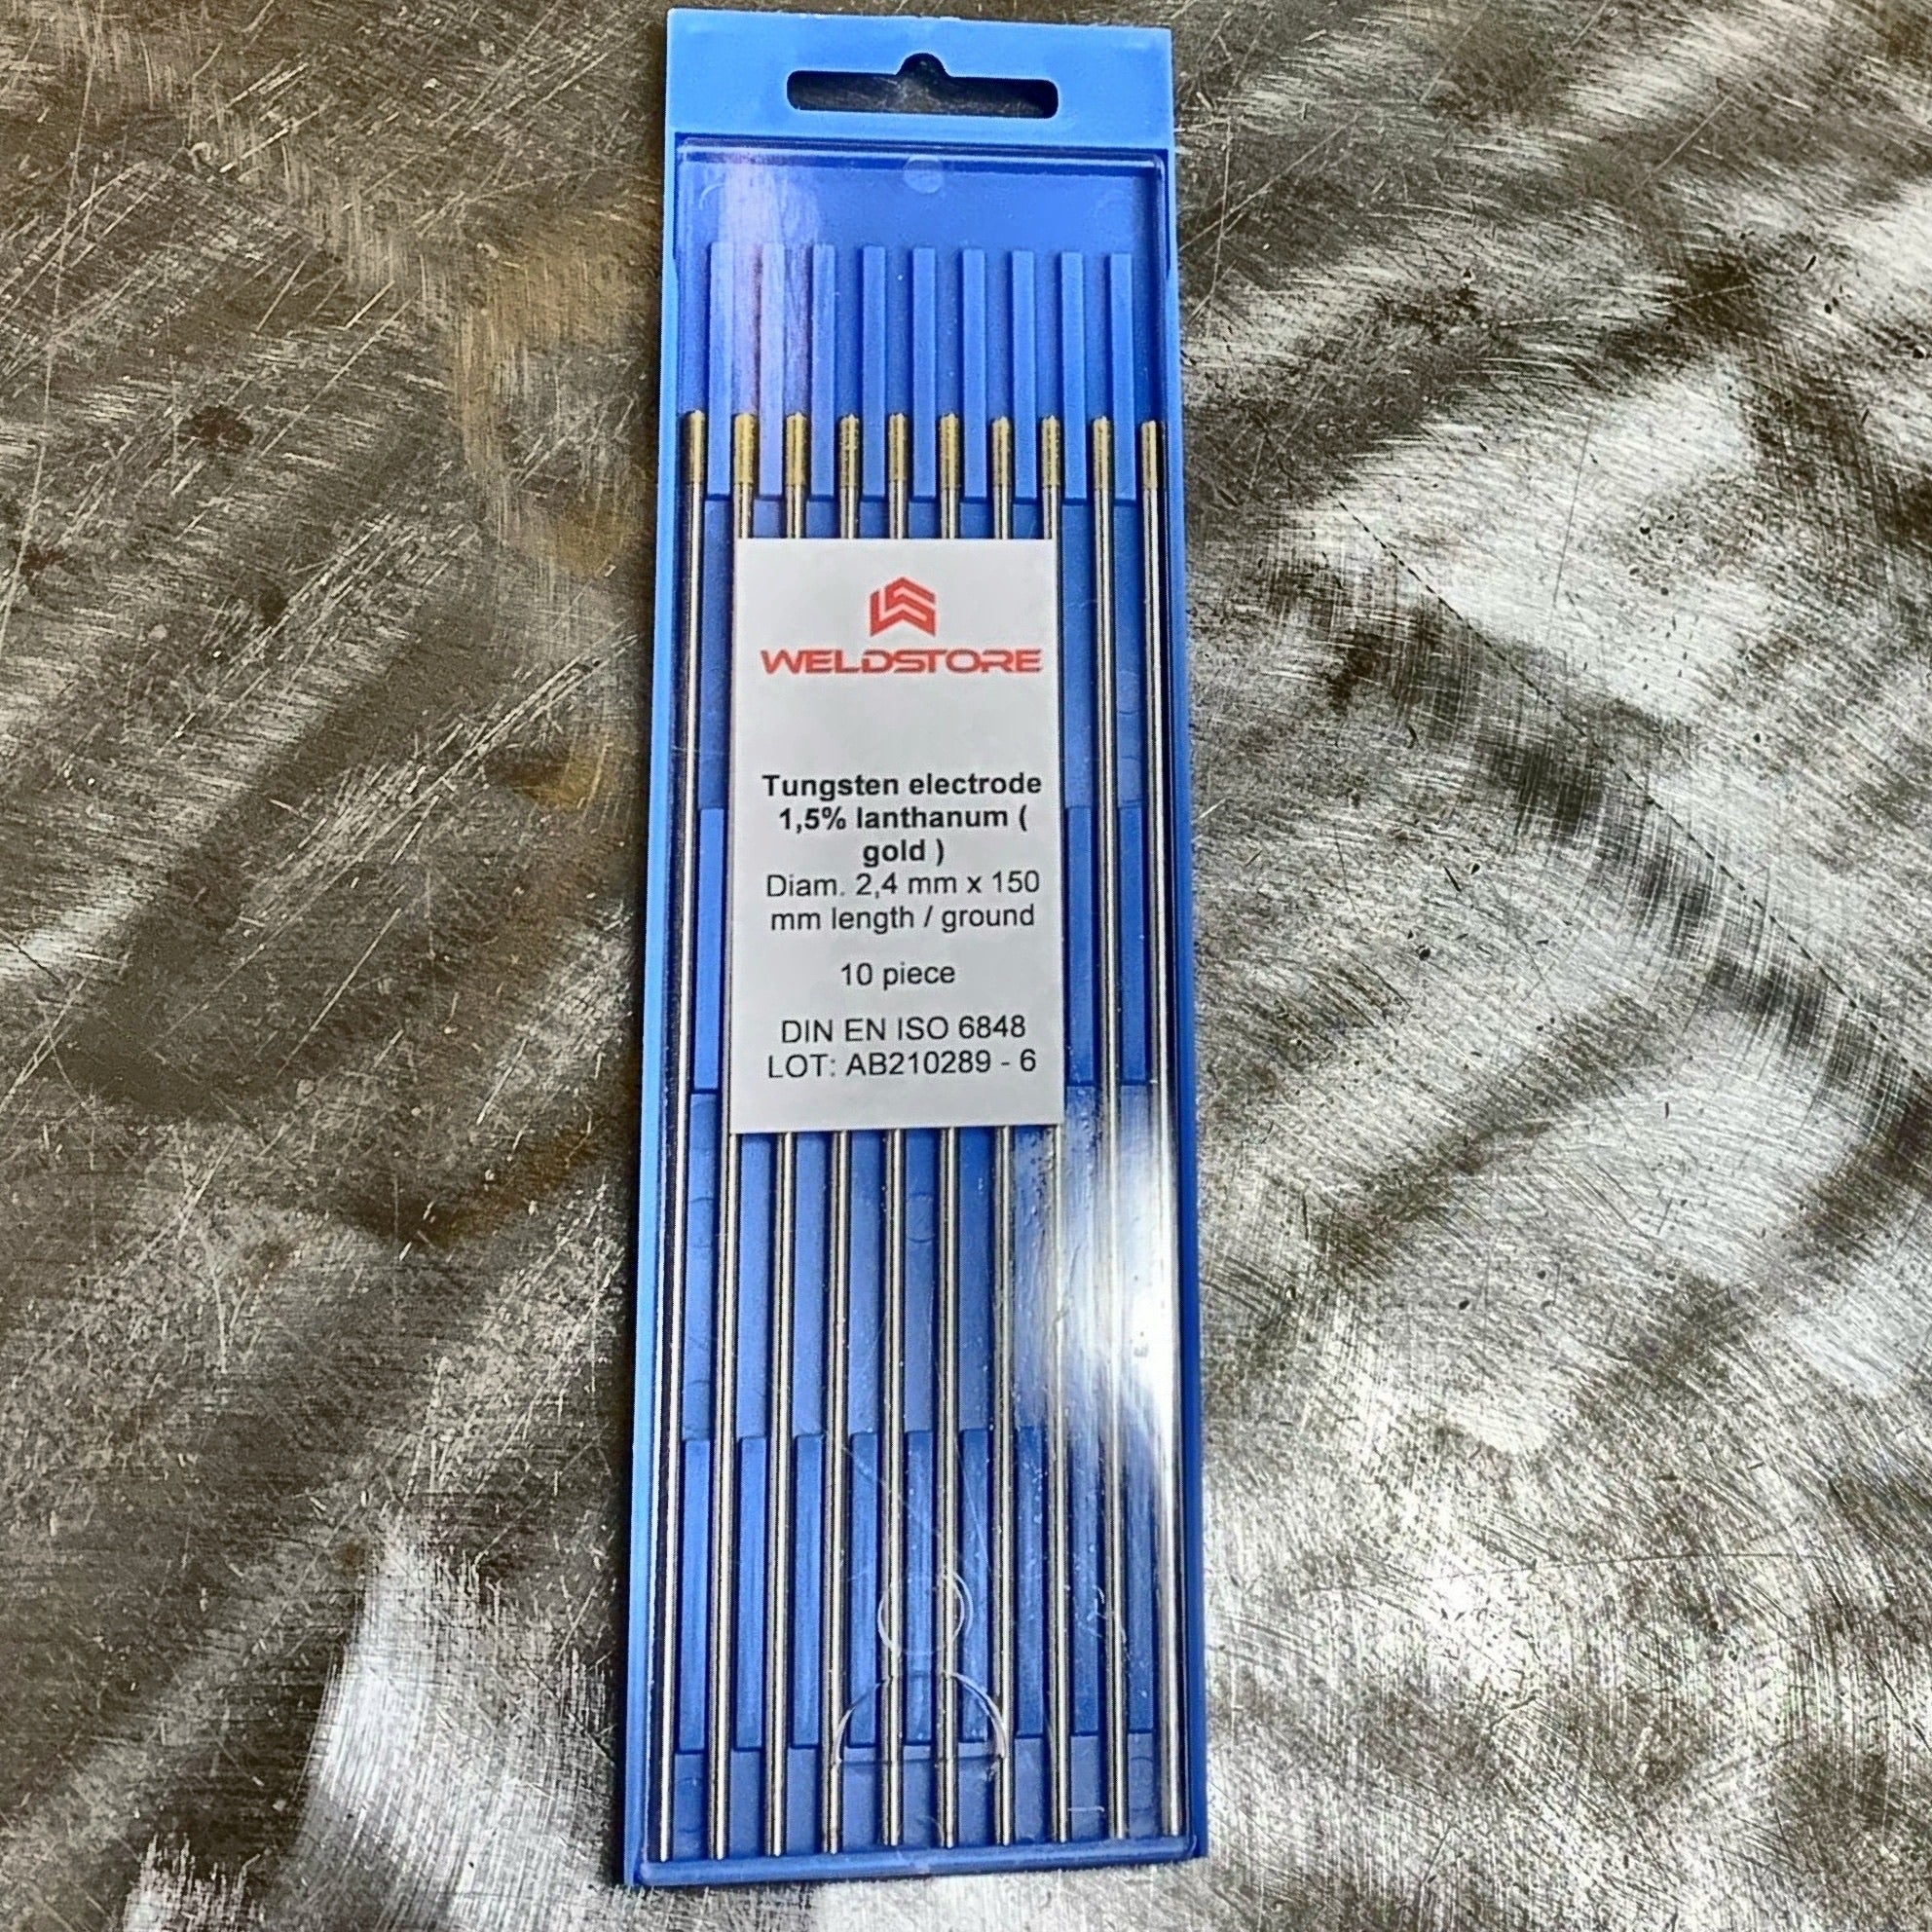 WELDSTORE
Tungsten electrode
1,5% lanthanum (
gold )
Diam. 2,4 mm x 150
mm length / ground
10 piece
DIN EN ISO 6848
LOT: AB210289 - 6